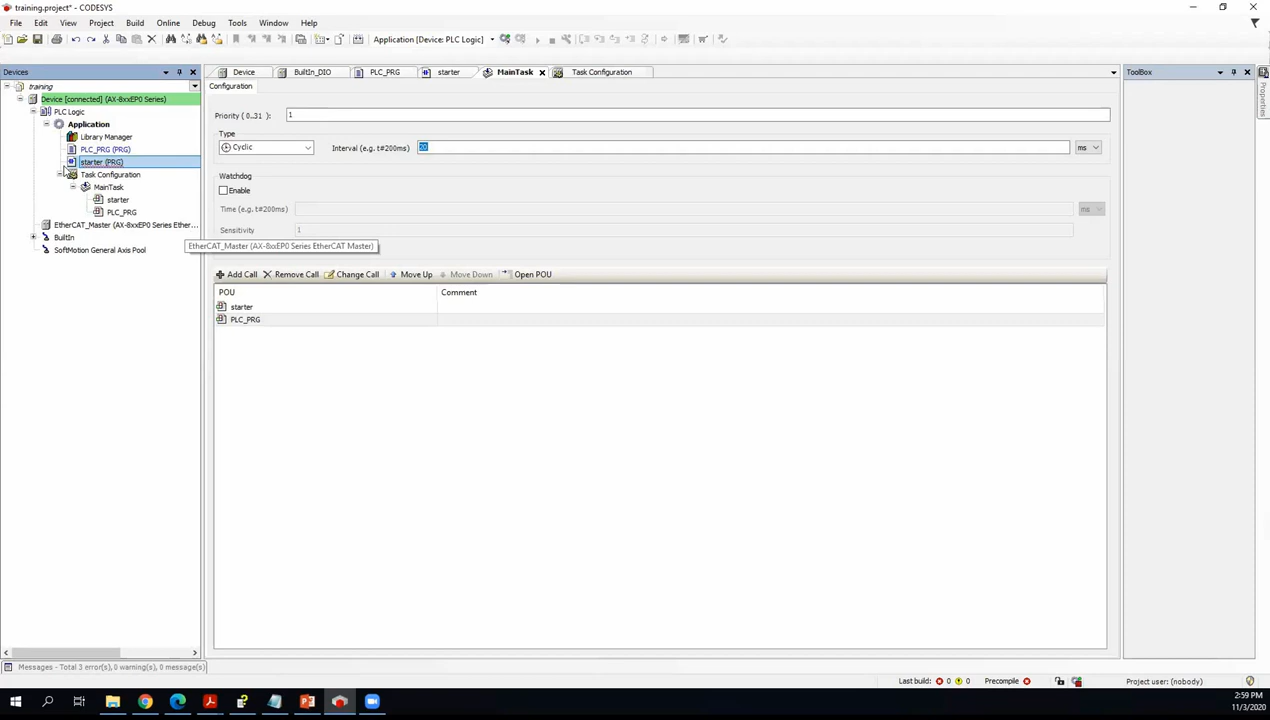 training.project* - CODESYS
File Edit View Project Build Online Debug Tools Window Help
Application [Device: PLC Logic]
Devices
training
Device [connected] (AX-8xxEP0 Series)
PLC Logic
Application
Library Manager
PLC_PRG (PRG)
starter (PRG)
Task Configuration
MainTask
starter
PLC_PRG
EtherCAT_Master (AX-8xxEP0 Series Ether...
BuiltIn
SoftMotion General Axis Pool
EtherCAT_Master (AX-8xxEP0 Series EtherCAT Master)
Device BuiltIn_DIO PLC_PRG starter MainTask Task Configuration
Configuration
Priority ( 0..31 ): 1
Type
Cyclic Interval (e.g. t#200ms) 20 ms
Watchdog
Enable
Time (e.g. t#200ms) ms
Sensitivity 1
Add Call Remove Call Change Call Move Up Move Down Open POU
POU Comment
starter
PLC_PRG
ToolBox
Properties
Messages - Total 3 error(s), 0 warning(s), 0 message(s)
Last build: 0 0 Precompile Project user: (nobody)
2:59 PM
11/3/2020